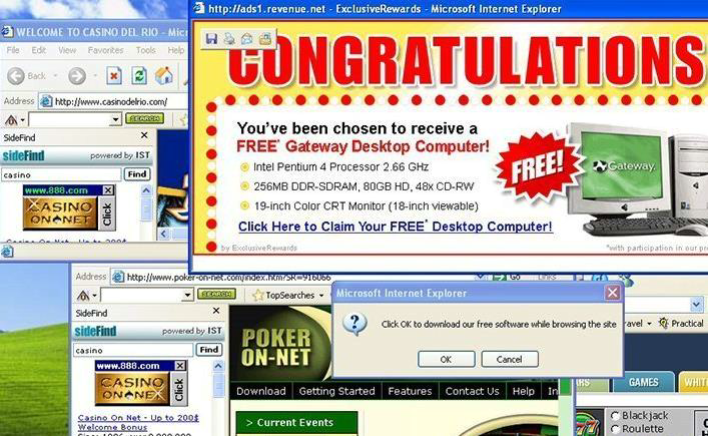 http://ads1.revenue.net - ExclusiveRewards - Microsoft Internet Explorer
CONGRATULATIONS
You've been chosen to receive a
FREE* Gateway Desktop Computer!
Intel Pentium 4 Processor 2.66 GHz
256MB DDR-SDRAM, 80GB HD, 48x CD-RW
19-inch Color CRT Monitor (18-inch viewable)
Click Here to Claim Your FREE* Desktop Computer!
by ExclusiveRewards
FREE!
Gateway
*with participation in our
WELCOME TO CASINO DEL RIO -
File Edit View Favorites Tools Help
Back
Address http://www.casinodelrio.com/
SEARCH
SideFind
sideFind powered by IST
casino Find
www.888.com
CASINO
ON NET
Click
Casino On Net - Up to 200$
Address http://www.poker-on-net.com/index.htm?SR=916066 Go Links
SEARCH TopSearches
SideFind
sideFind powered by IST
casino Find
www.888.com
CASINO
ON NET
Click
Casino On Net - Up to 200$
Welcome Bonus
POKER
ON-NET
Download Getting Started Features Contact Us Help
> Current Events
Microsoft Internet Explorer
Click OK to download our free software while browsing the site
OK Cancel
Practical
GAMES
Blackjack
Roulette